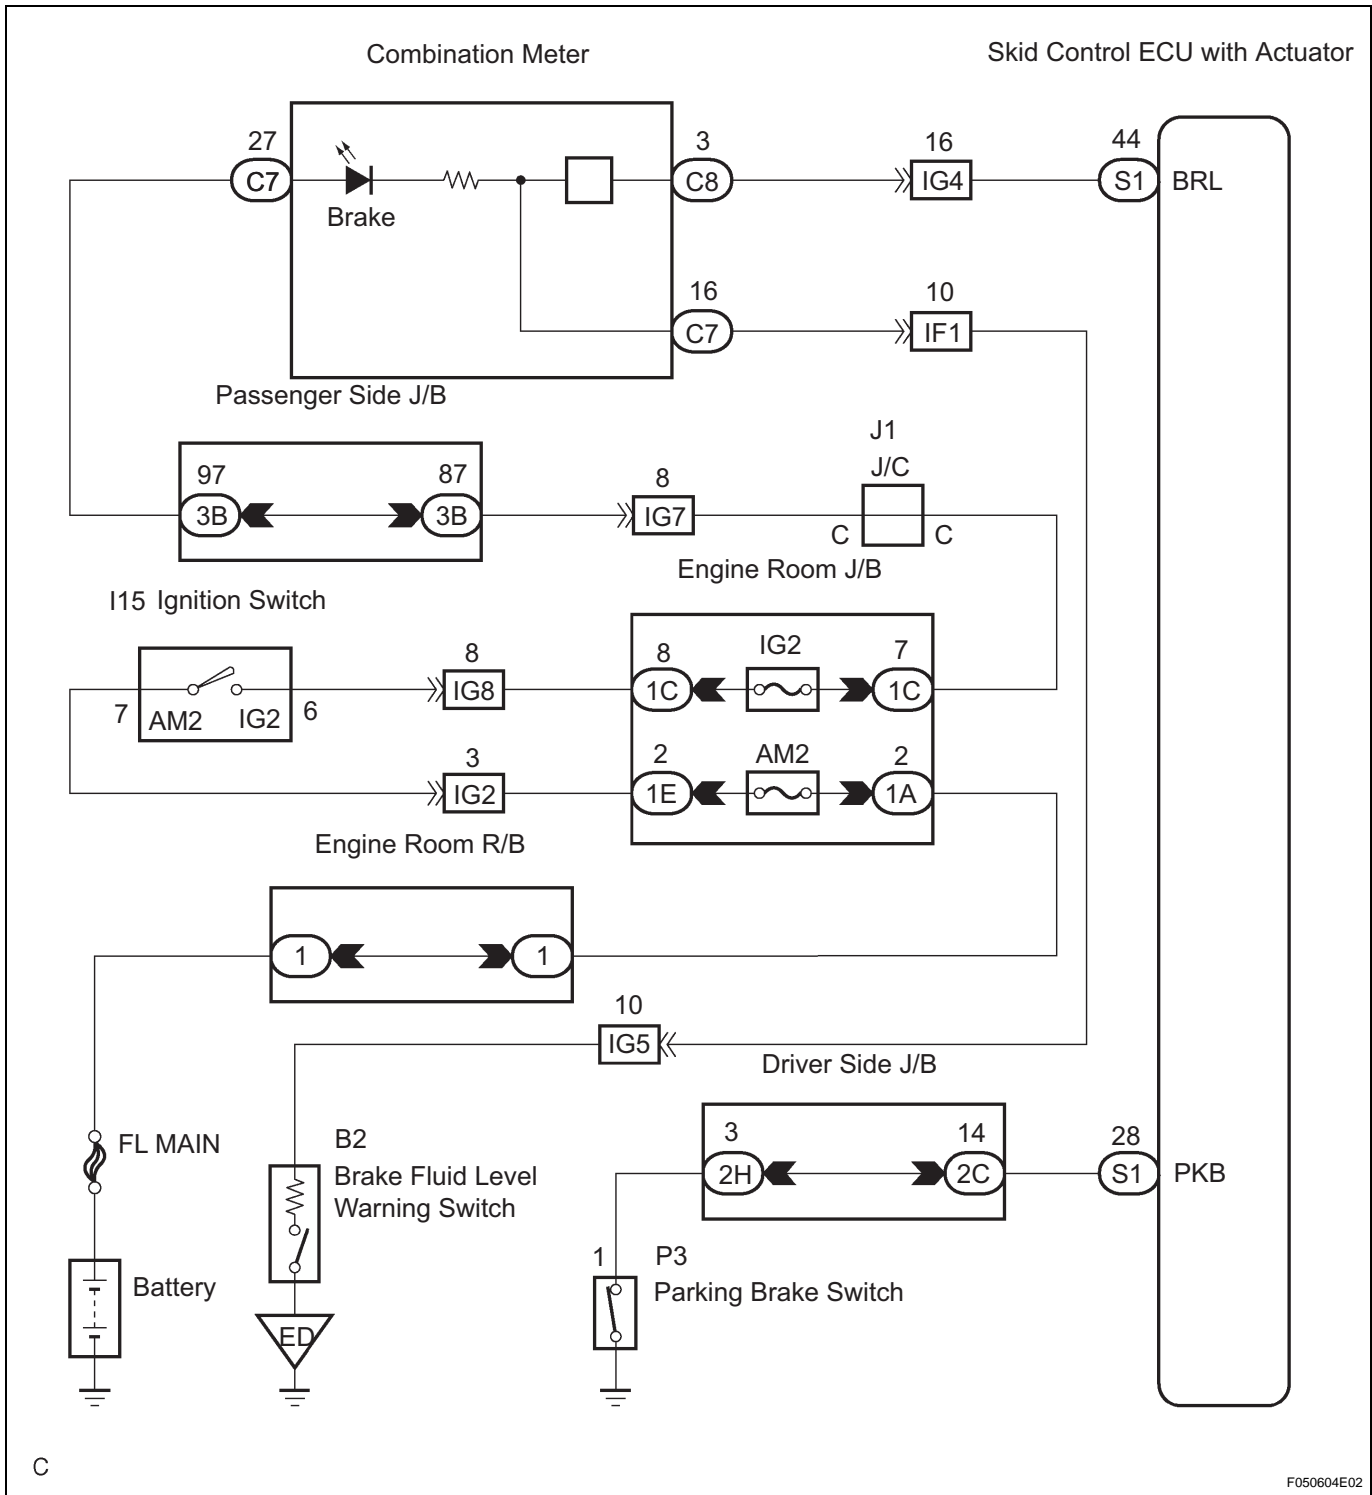 Combination Meter
Skid Control ECU with Actuator
27
C7
Brake
3
C8
16
IG4
44
S1
BRL
16
C7
10
IF1
Passenger Side J/B
97
3B
87
3B
8
IG7
J1
J/C
C
C
Engine Room J/B
I15 Ignition Switch
7
AM2
IG2
6
8
IG8
8
1C
IG2
7
1C
3
IG2
2
1E
AM2
2
1A
Engine Room R/B
1
1
10
IG5
Driver Side J/B
FL MAIN
B2
Brake Fluid Level
Warning Switch
3
2H
14
2C
28
S1
PKB
Battery
ED
1
P3
Parking Brake Switch
C
F050604E02